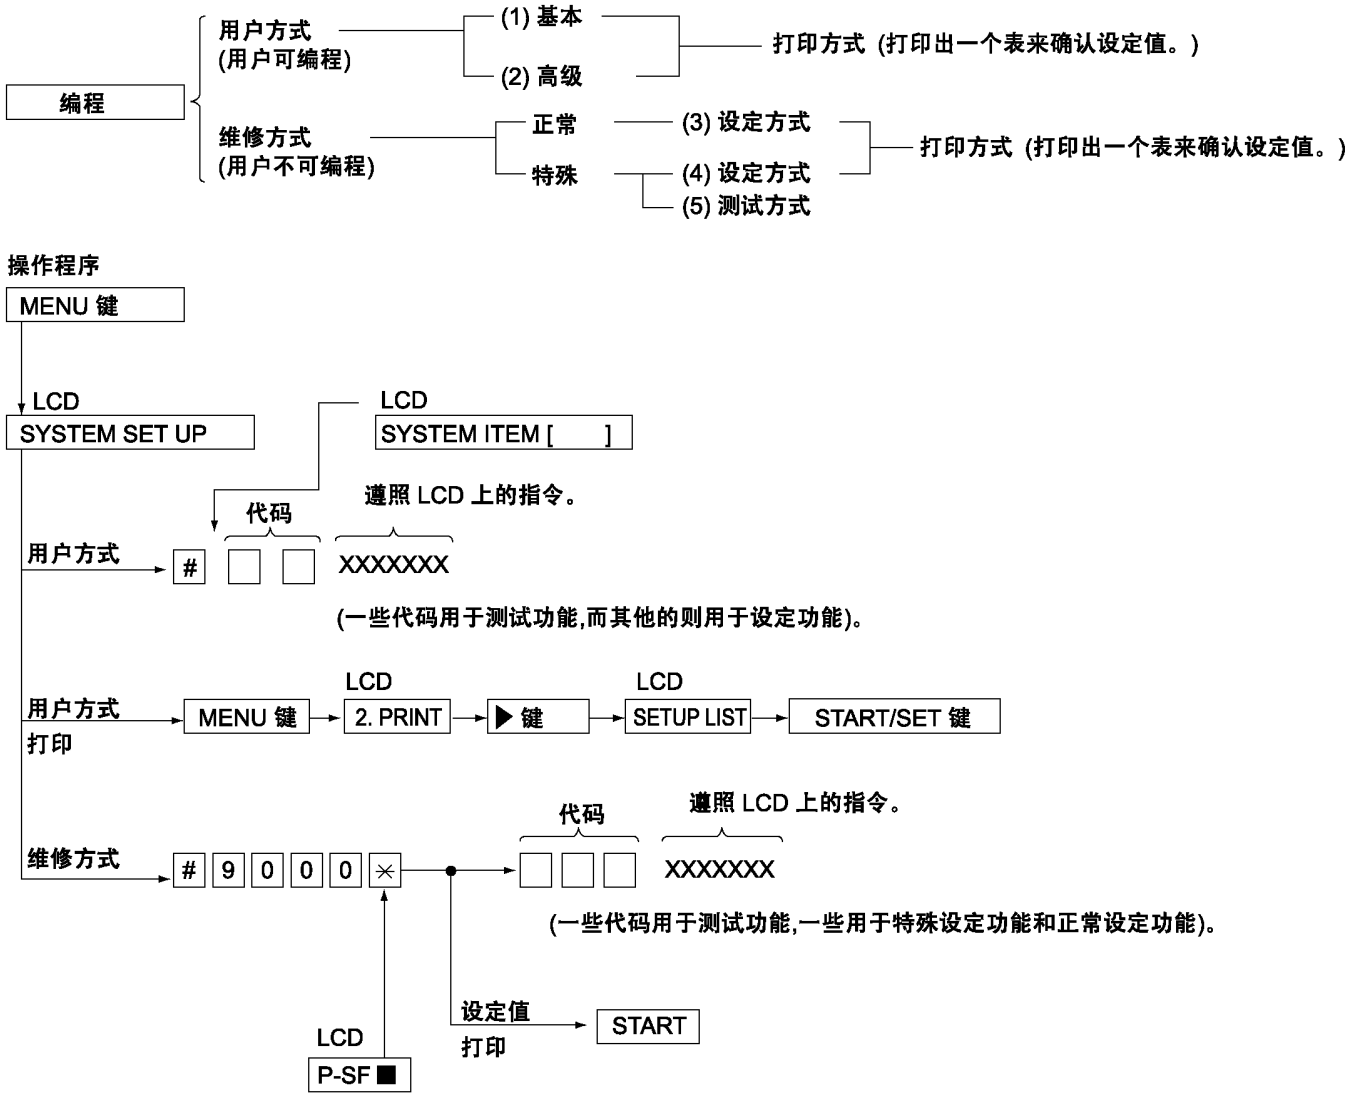 用户方式
(用户可编程)
(1) 基本
(2) 高级
打印方式 (打印出一个表来确认设定值。)
编程
维修方式
(用户不可编程)
正常
(3) 设定方式
打印方式 (打印出一个表来确认设定值。)
特殊
(4) 设定方式
(5) 测试方式
操作程序
MENU 键
LCD
SYSTEM SET UP
LCD
SYSTEM ITEM [ ]
代码
遵照 LCD 上的指令。
用户方式
#
XXXXXXX
(一些代码用于测试功能,而其他的则用于设定功能)。
用户方式
打印
MENU 键
LCD
2. PRINT
▶ 键
LCD
SETUP LIST
START/SET 键
代码
遵照 LCD 上的指令。
维修方式
# 9 0 0 0 ✳
XXXXXXX
(一些代码用于测试功能,一些用于特殊设定功能和正常设定功能)。
设定值
打印
START
LCD
P-SF ■